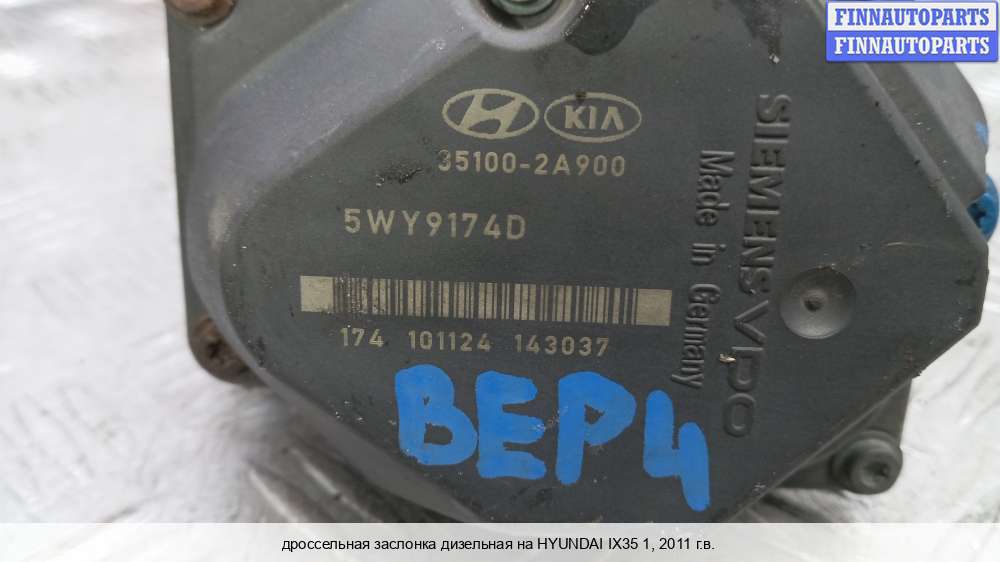 FINNAUTOPARTS
FINNAUTOPARTS
KIA
35100-2A900
5WY9174D
174 101124 143037
SIEMENS VDO
Made in Germany
ВЕР4
дроссельная заслонка дизельная на HYUNDAI IX35 1, 2011 г.в.